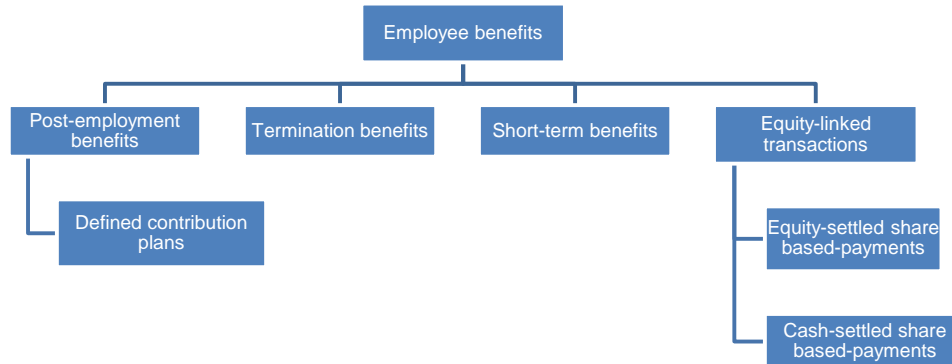 Employee benefits
Post-employment
benefits
Termination benefits
Short-term benefits
Equity-linked
transactions
Defined contribution
plans
Equity-settled share
based-payments
Cash-settled share
based-payments